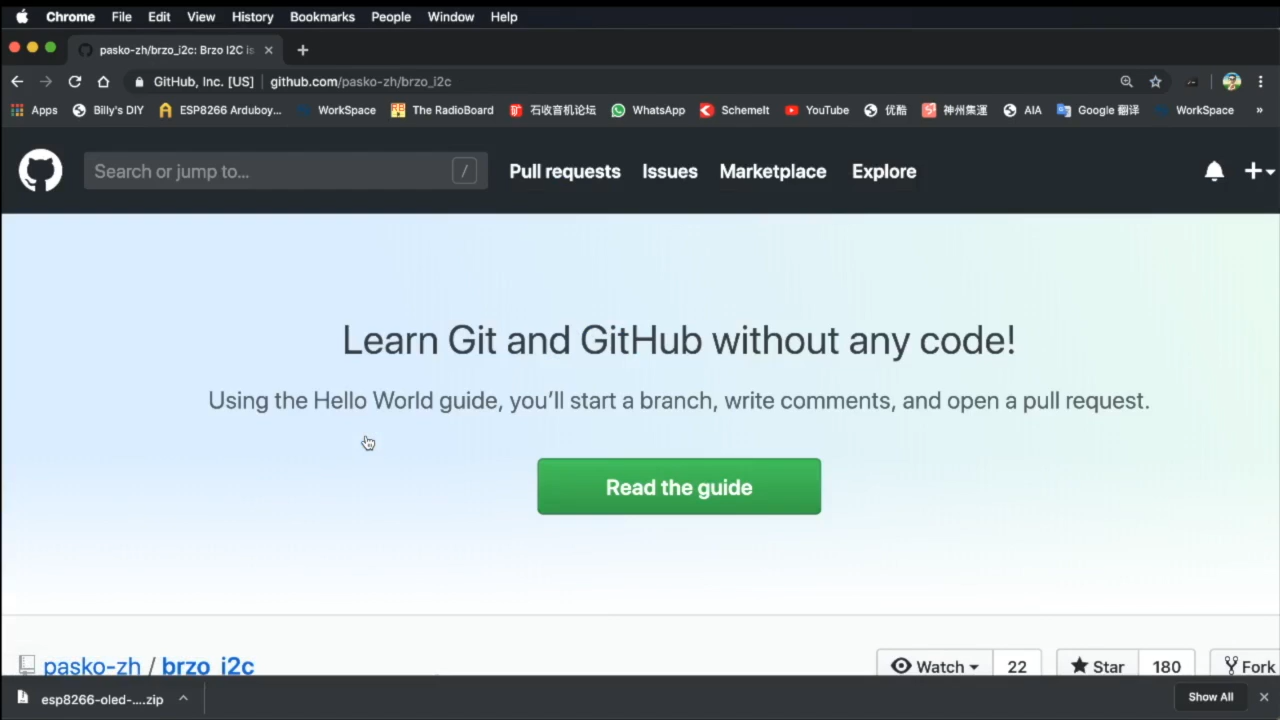 Chrome File Edit View History Bookmarks People Window Help
pasko-zh/brzo_i2c: Brzo I2C is
GitHub, Inc. [US] github.com/pasko-zh/brzo_i2c
Apps Billy's DIY ESP8266 Arduboy... WorkSpace The RadioBoard 石收音机论坛 WhatsApp SchemeIt YouTube 优酷 神州集運 AIA Google 翻译 WorkSpace »
Search or jump to... / Pull requests Issues Marketplace Explore
Learn Git and GitHub without any code!
Using the Hello World guide, you’ll start a branch, write comments, and open a pull request.
Read the guide
pasko-zh / brzo_i2c Watch 22 Star 180 Fork
esp8266-oled-....zip Show All